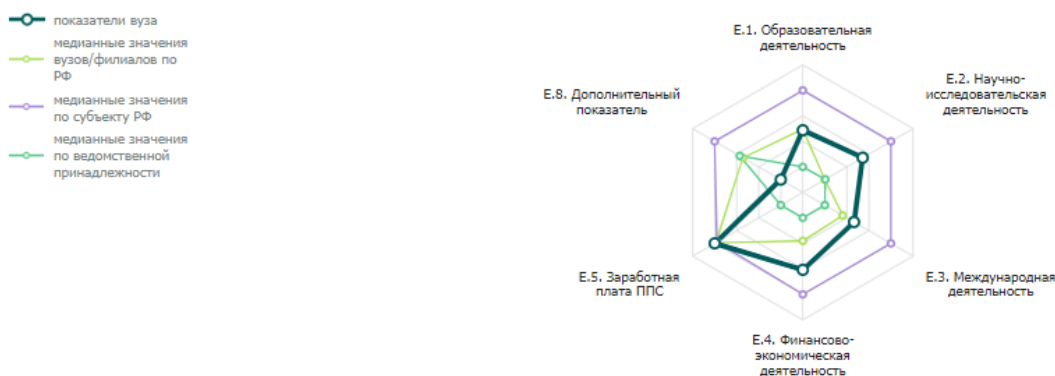 показатели вуза
медианные значения
вузов/филиалов по
РФ
медианные значения
по субъекту РФ
медианные значения
по ведомственной
принадлежности
E.1. Образовательная
деятельность
E.2. Научно-
исследовательская
деятельность
E.3. Международная
деятельность
E.4. Финансово-
экономическая
деятельность
E.5. Заработная
плата ППС
E.8. Дополнительный
показатель